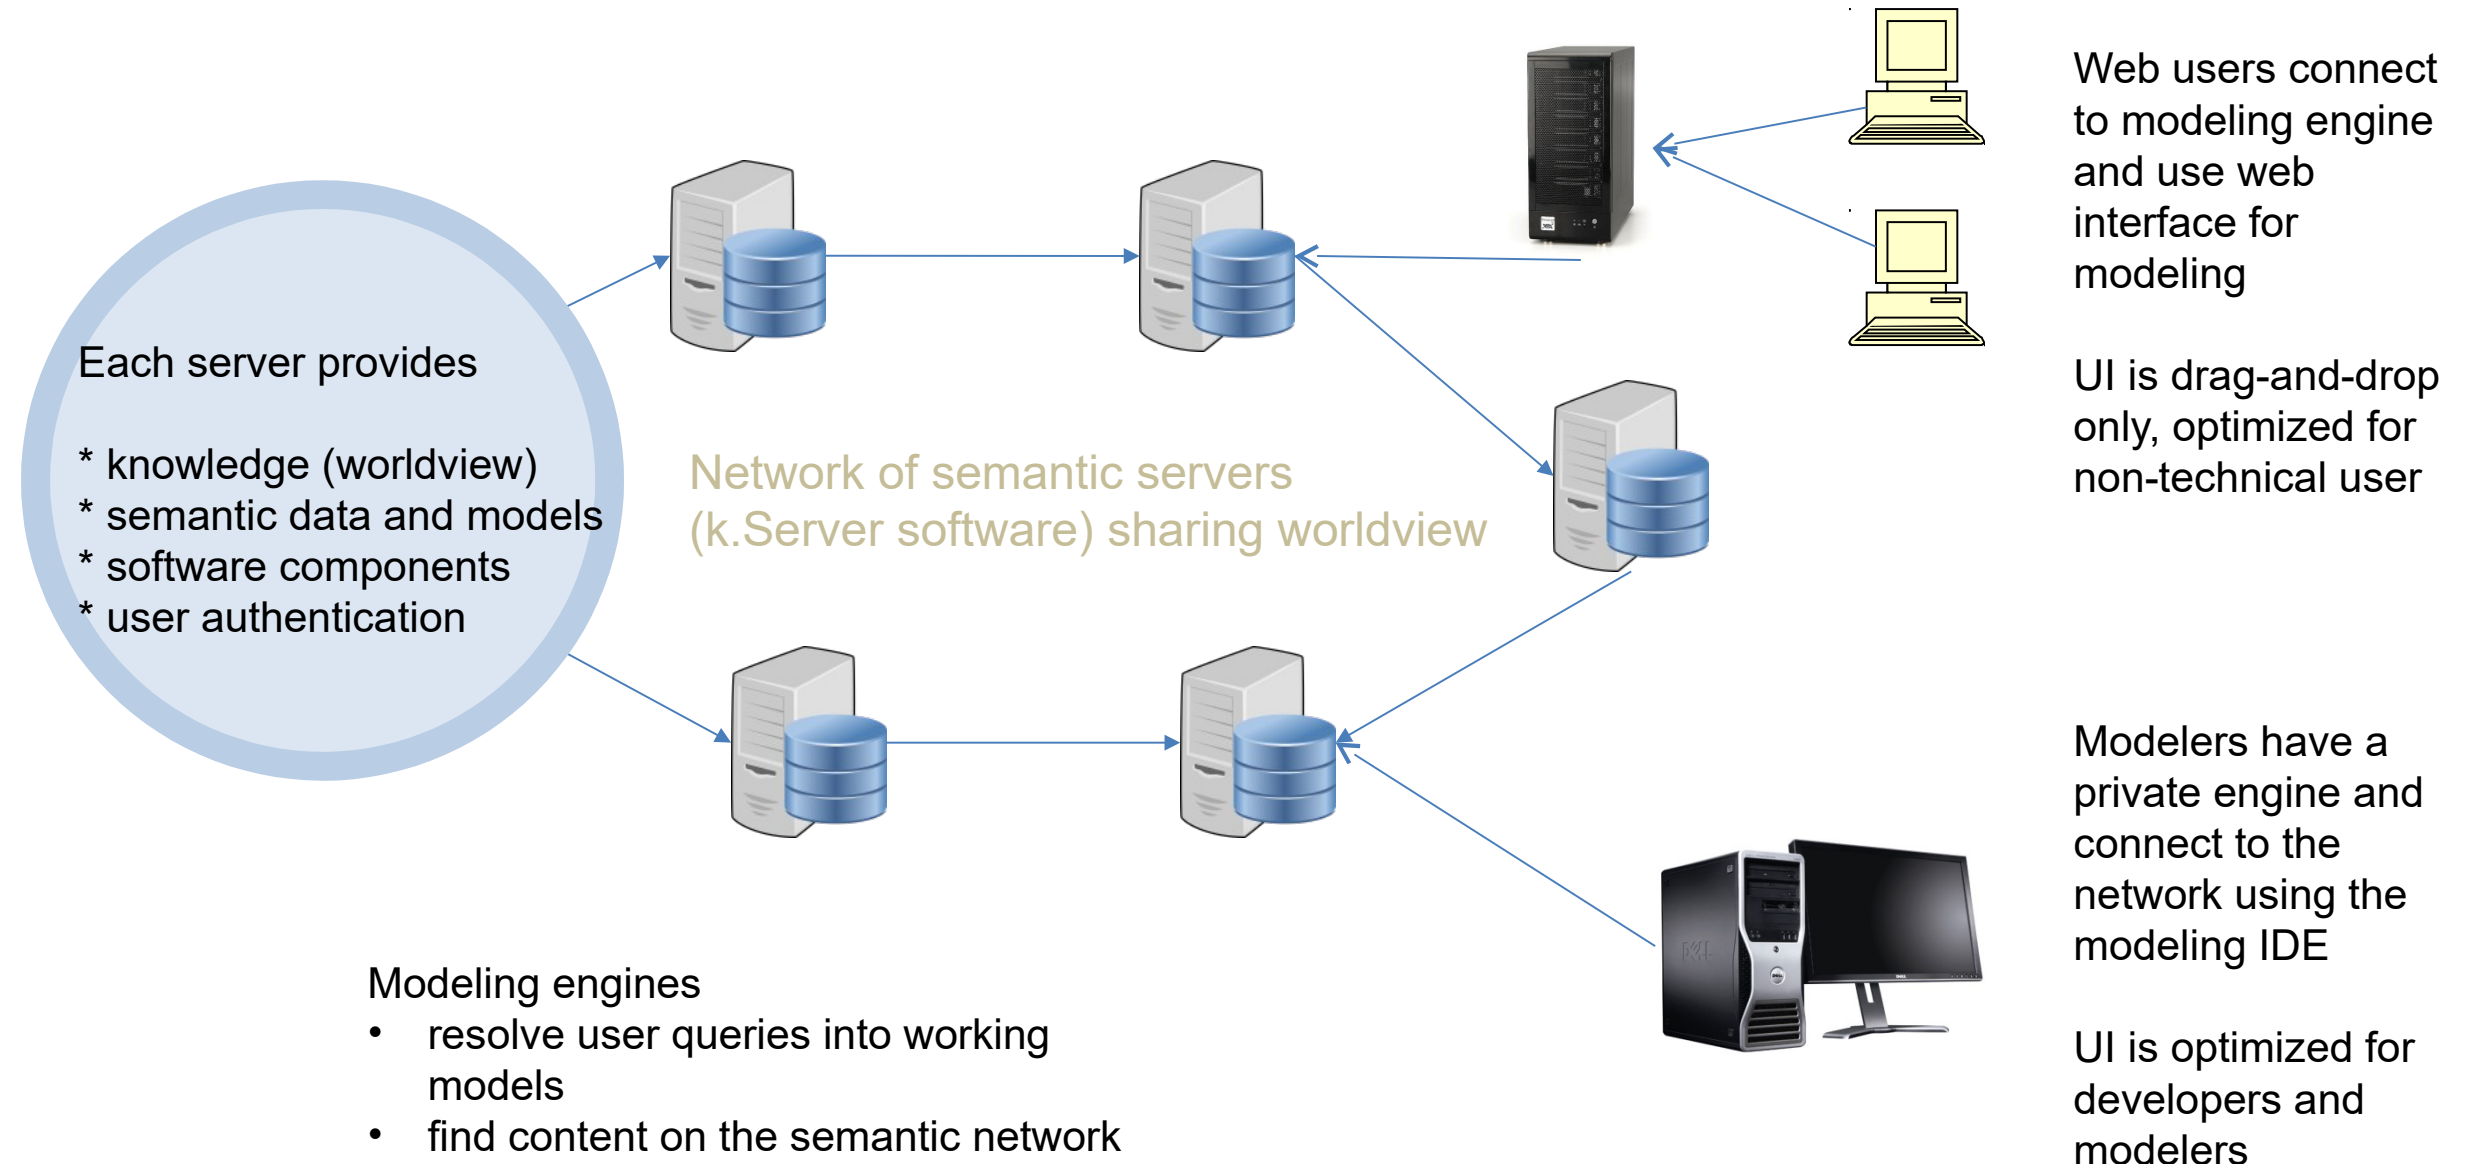 Web users connect
to modeling engine
and use web
interface for
modeling
UI is drag-and-drop
only, optimized for
non-technical user
Each server provides
* knowledge (worldview)
* semantic data and models
* software components
* user authentication
Network of semantic servers
(k.Server software) sharing worldview
Modelers have a
private engine and
connect to the
network using the
modeling IDE
UI is optimized for
developers and
modelers
Modeling engines
• resolve user queries into working
models
• find content on the semantic network
DELL